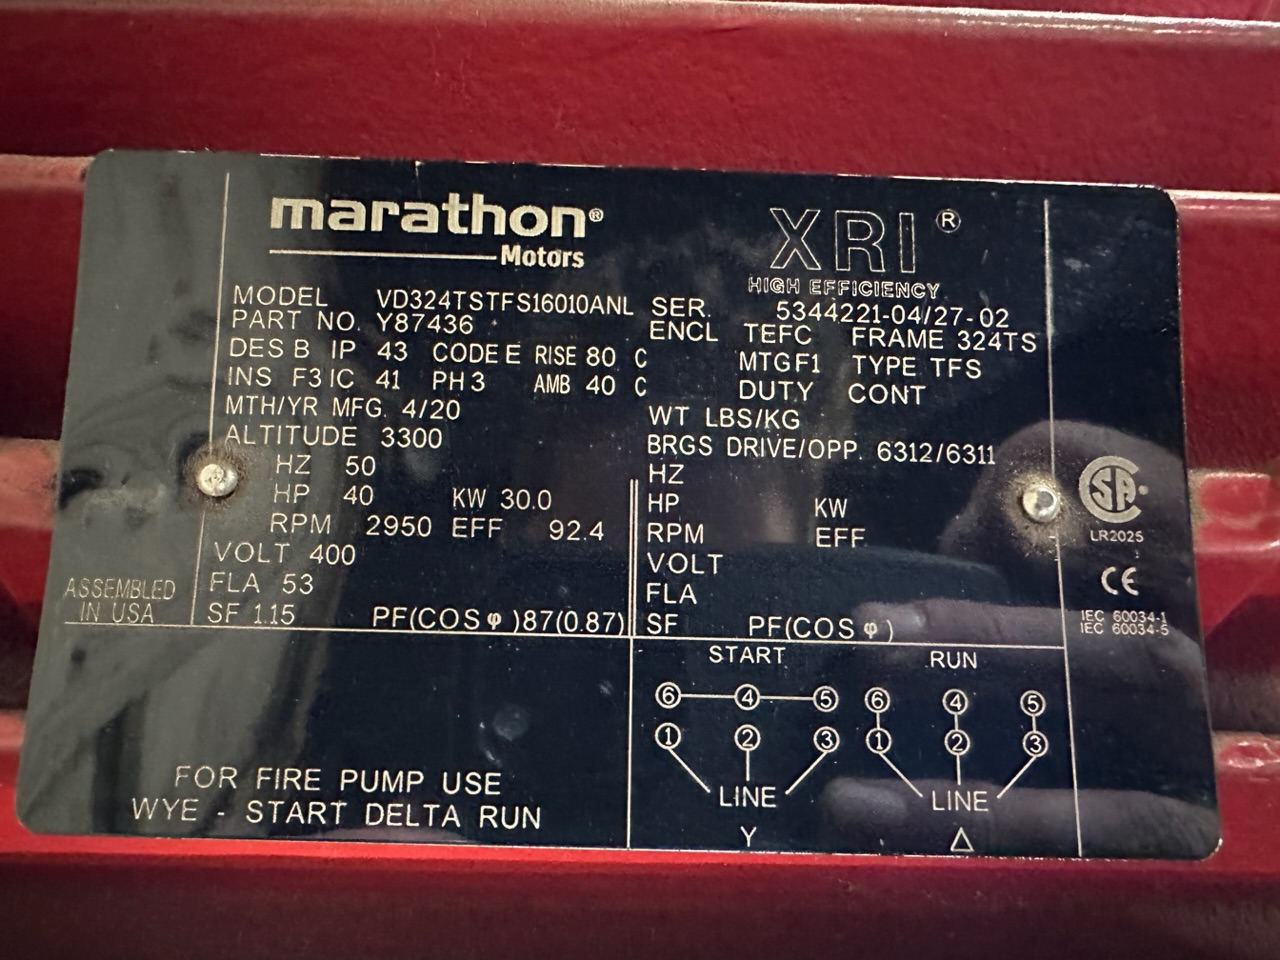 marathon®
Motors
XRI ®
HIGH EFFICIENCY
MODEL VD324TSTFS16010ANL SER. 5344221-04/27-02
PART NO. Y87436 ENCL TEFC FRAME 324TS
DES B IP 43 CODE E RISE 80 C MTG F1 TYPE TFS
INS F3 IC 41 PH 3 AMB 40 C DUTY CONT
MTH/YR MFG. 4/20 WT LBS/KG
ALTITUDE 3300 BRGS DRIVE/OPP. 6312/6311
HZ 50
HP 40 KW 30.0
RPM 2950 EFF 92.4
VOLT 400
FLA 53
SF 1.15 PF(COS φ)87(0.87)
HZ
HP KW
RPM EFF
VOLT
FLA
SF PF(COS φ)
ASSEMBLED
IN USA
SA
LR2025
CE
IEC 60034-1
IEC 60034-5
FOR FIRE PUMP USE
WYE - START DELTA RUN
START RUN
6 4 5 6 4 5
1 2 3 1 2 3
LINE LINE
Y Δ